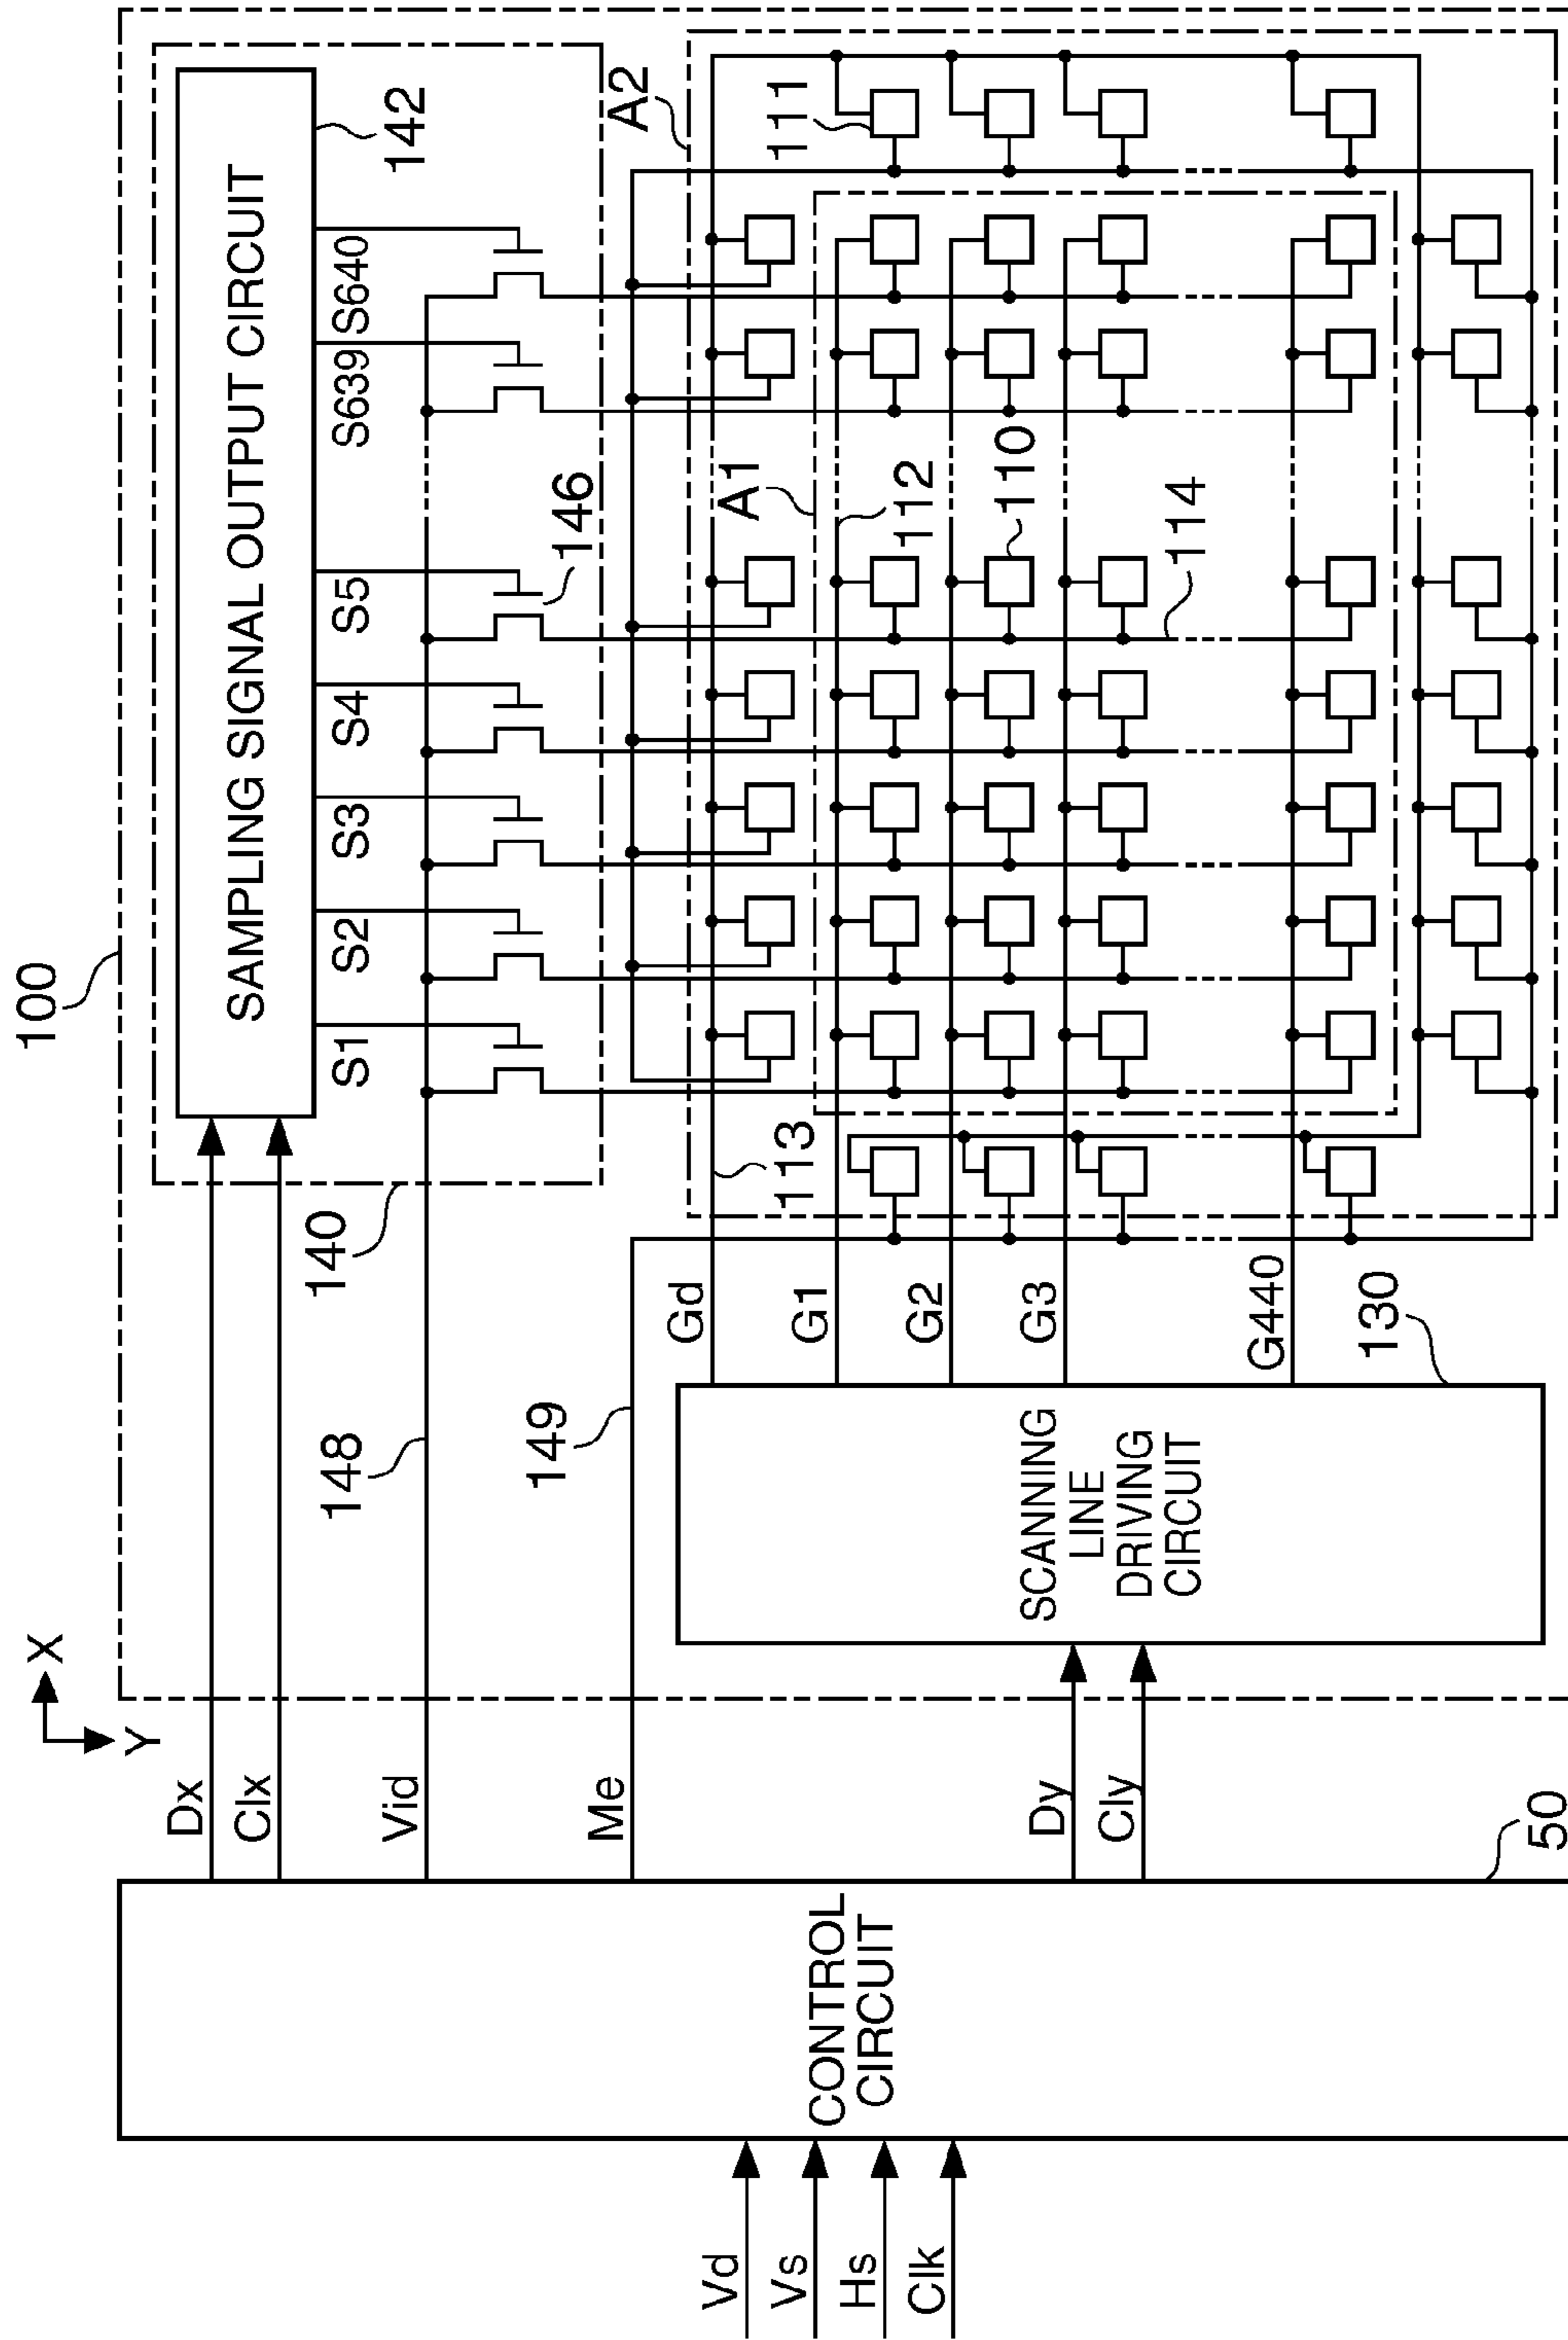 100
X
Y
SAMPLING SIGNAL OUTPUT CIRCUIT
142
Dx
Clx
140
S1
S2
S3
S4
S5
S639
S640
146
148
Vid
149
Me
A2
111
A1
112
110
114
113
Gd
G1
G2
G3
G440
130
SCANNING
LINE
DRIVING
CIRCUIT
Dy
Cly
CONTROL
CIRCUIT
50
Vd
Vs
Hs
Clk